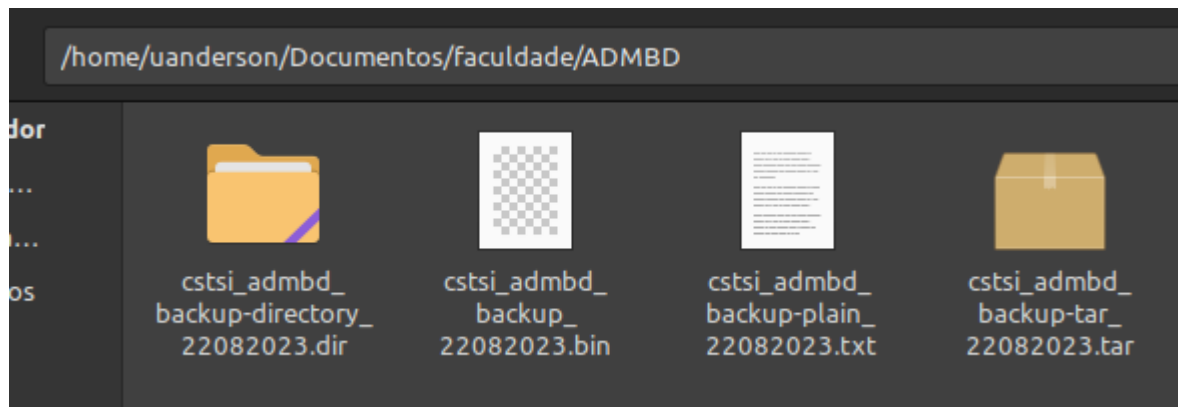 /home/uanderson/Documentos/faculdade/ADMBD
dor
...
...
os
cstsi_admbd_
backup-directory_
22082023.dir
cstsi_admbd_
backup_
22082023.bin
cstsi_admbd_
backup-plain_
22082023.txt
cstsi_admbd_
backup-tar_
22082023.tar